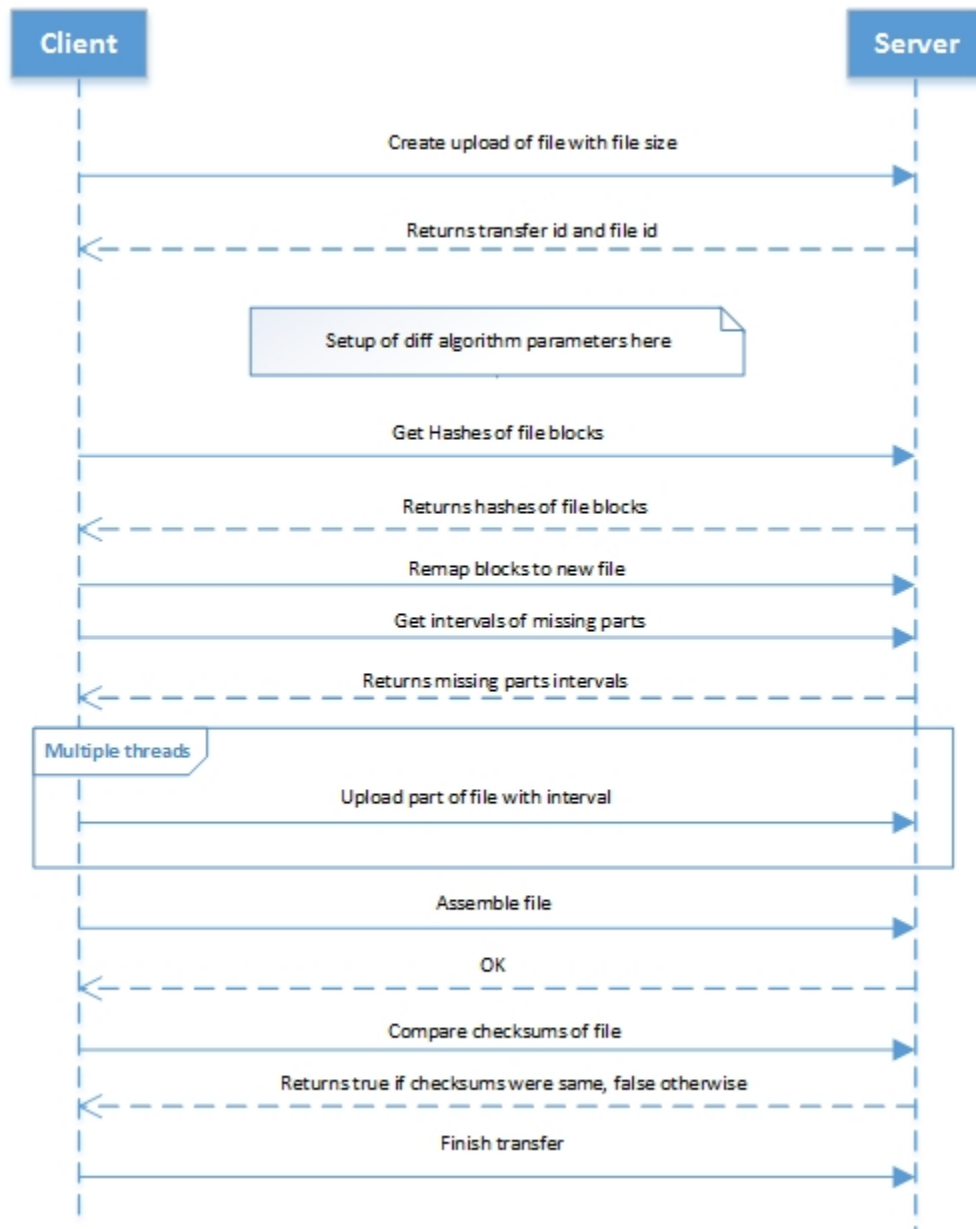 Client
Server
Create upload of file with file size
Returns transfer id and file id
Setup of diff algorithm parameters here
Get Hashes of file blocks
Returns hashes of file blocks
Remap blocks to new file
Get intervals of missing parts
Returns missing parts intervals
Multiple threads
Upload part of file with interval
Assemble file
OK
Compare checksums of file
Returns true if checksums were same, false otherwise
Finish transfer